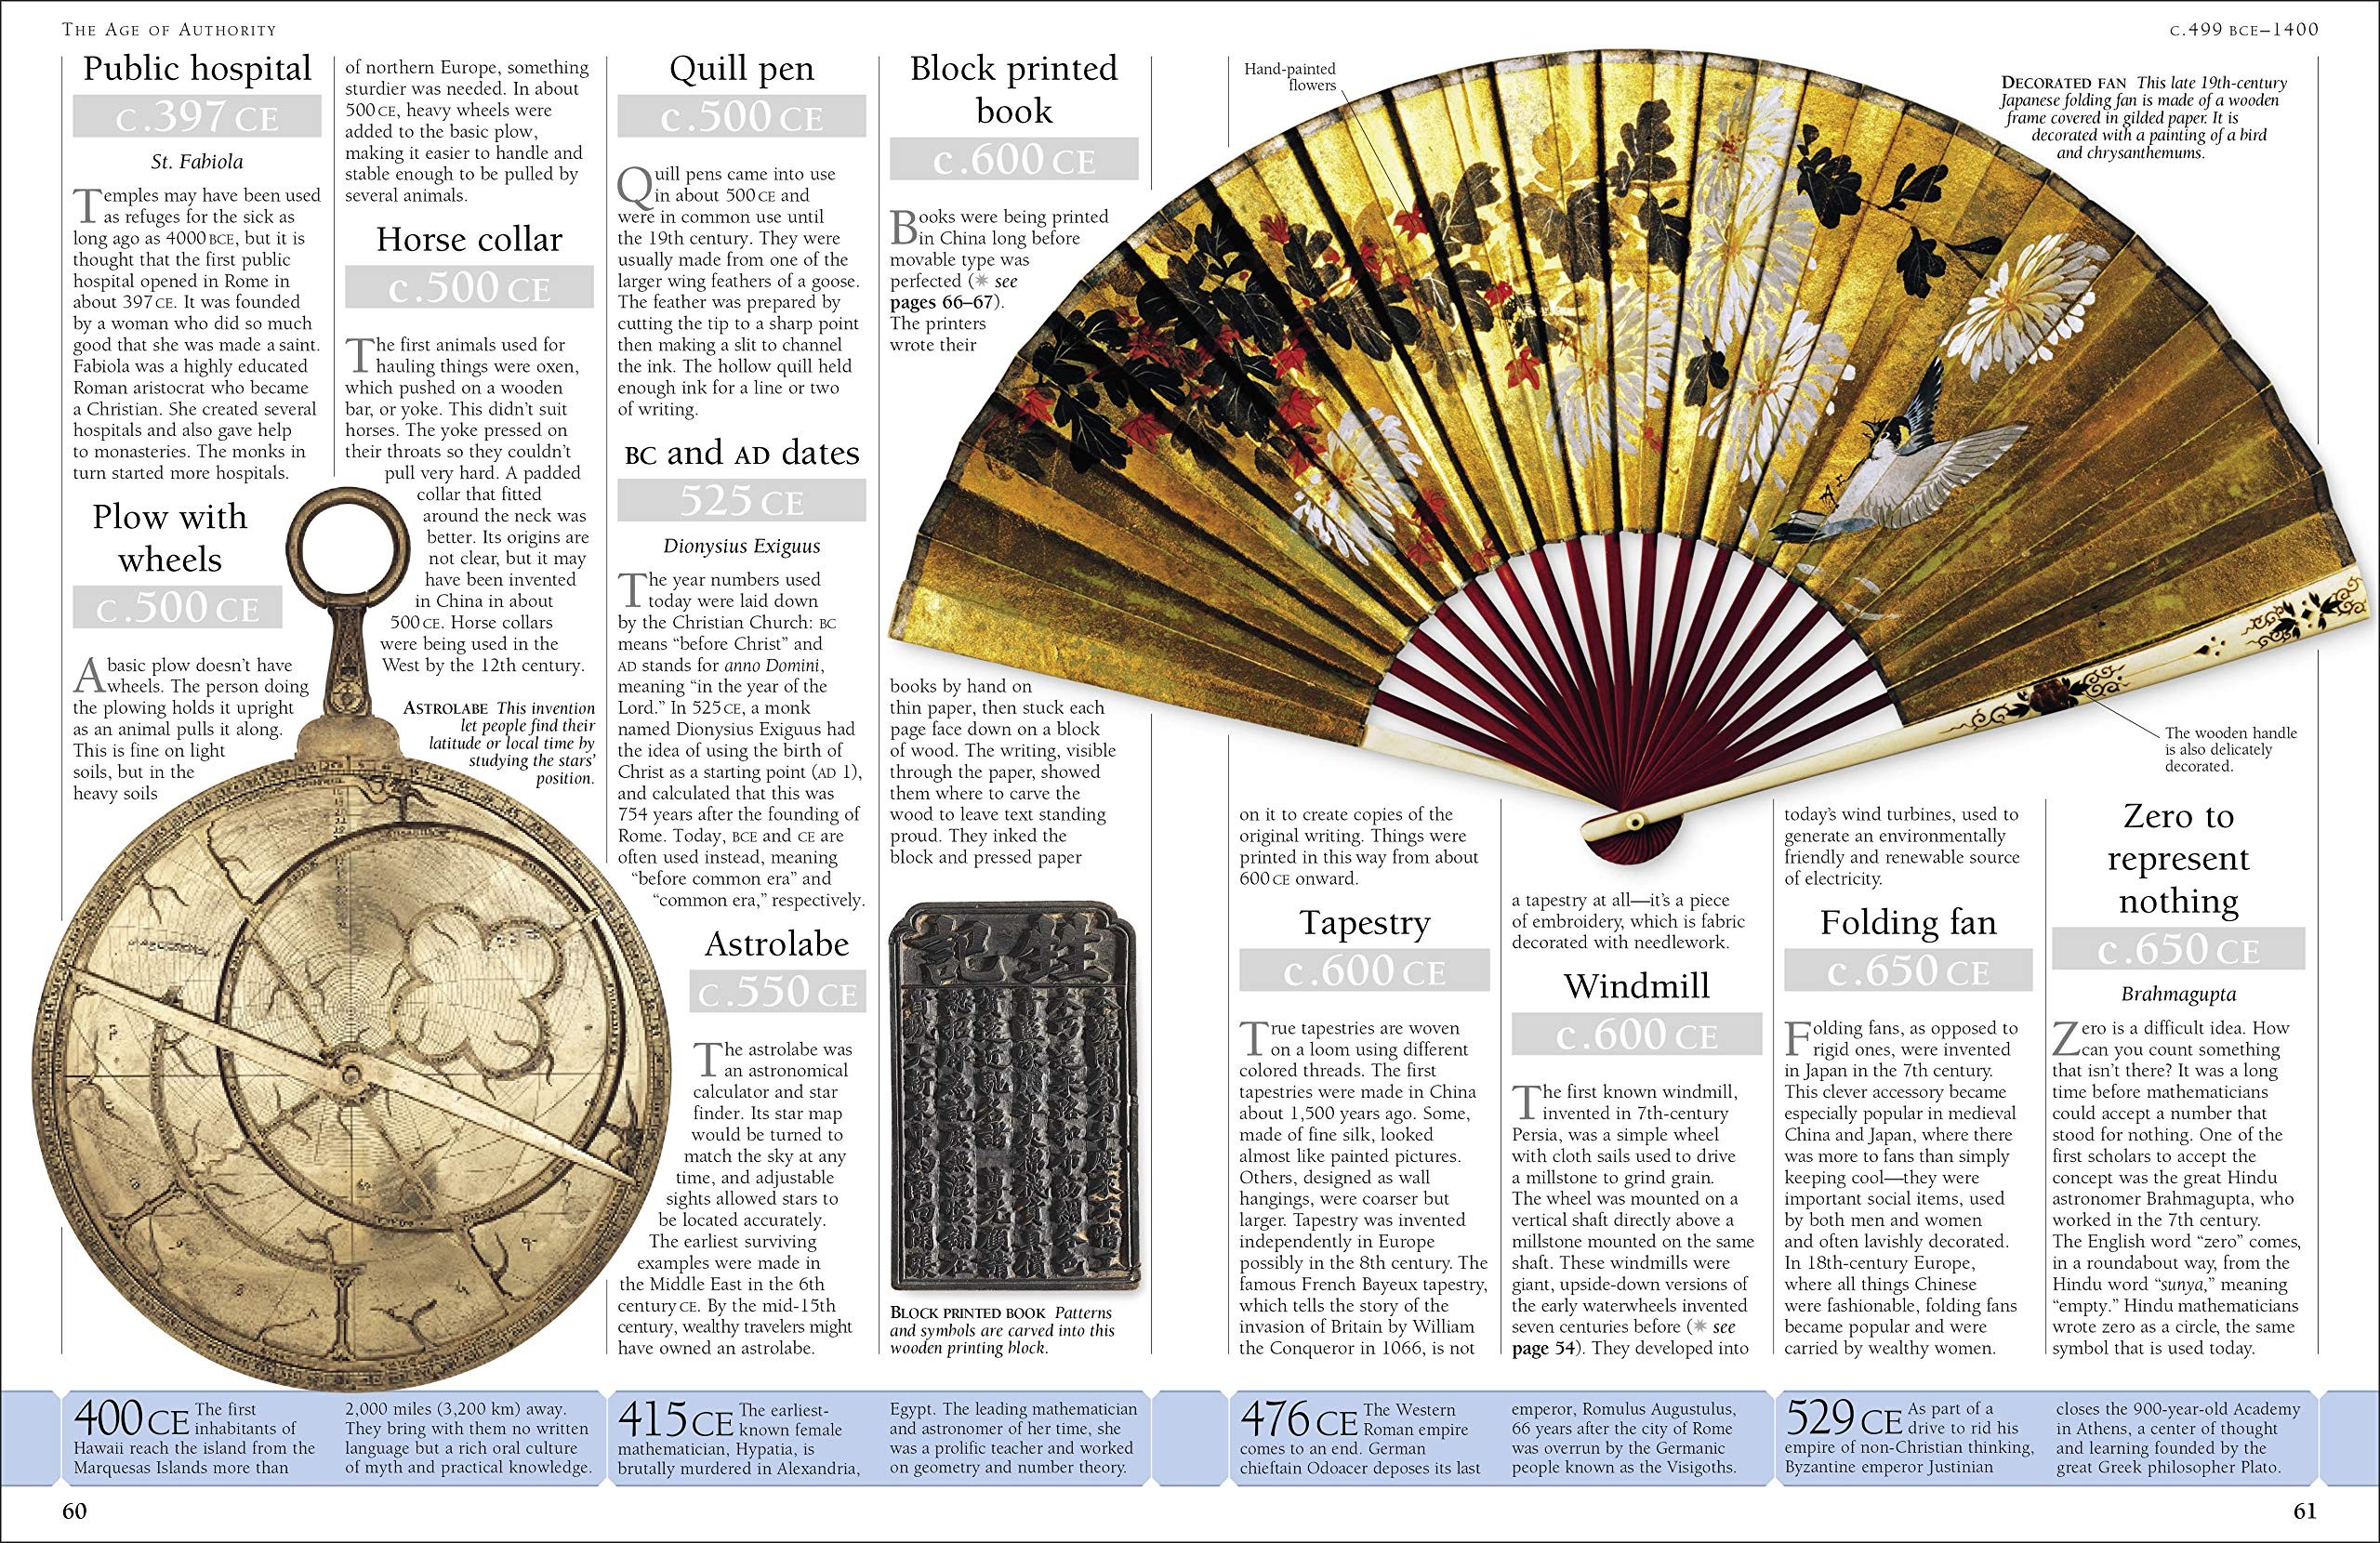 THE AGE OF AUTHORITY
Public hospital
c.397 CE
St. Fabiola
Temples may have been used
as refuges for the sick as
long ago as 4000 BCE, but it is
thought that the first public
hospital opened in Rome in
about 397 CE. It was founded
by a woman who did so much
good that she was made a saint.
Fabiola was a highly educated
Roman aristocrat who became
a Christian. She created several
hospitals and also gave help
to monasteries. The monks in
turn started more hospitals.
Plow with
wheels
c.500 CE
A basic plow doesn't have
wheels. The person doing
the plowing holds it upright
as an animal pulls it along.
This is fine on light
soils, but in the
heavy soils
of northern Europe, something
sturdier was needed. In about
500 CE, heavy wheels were
added to the basic plow,
making it easier to handle and
stable enough to be pulled by
several animals.
Horse collar
c.500 CE
The first animals used for
hauling things were oxen,
which pushed on a wooden
bar, or yoke. This didn't suit
horses. The yoke pressed on
their throats so they couldn't
pull very hard. A padded
collar that fitted
around the neck was
better. Its origins are
not clear, but it may
have been invented
in China in about
500 CE. Horse collars
were being used in the
West by the 12th century.
ASTROLABE This invention
let people find their
latitude or local time by
studying the stars'
position.
Quill pen
c.500 CE
Quill pens came into use
in about 500 CE and
were in common use until
the 19th century. They were
usually made from one of the
larger wing feathers of a goose.
The feather was prepared by
cutting the tip to a sharp point
then making a slit to channel
the ink. The hollow quill held
enough ink for a line or two
of writing.
BC and AD dates
525 CE
Dionysius Exiguus
The year numbers used
today were laid down
by the Christian Church: BC
means “before Christ” and
AD stands for anno Domini,
meaning “in the year of the
Lord.” In 525 CE, a monk
named Dionysius Exiguus had
the idea of using the birth of
Christ as a starting point (AD 1),
and calculated that this was
754 years after the founding of
Rome. Today, BCE and CE are
often used instead, meaning
“before common era” and
“common era,” respectively.
Astrolabe
c.550 CE
The astrolabe was
an astronomical
calculator and star
finder. Its star map
would be turned to
match the sky at any
time, and adjustable
sights allowed stars to
be located accurately.
The earliest surviving
examples were made in
the Middle East in the 6th
century CE. By the mid-15th
century, wealthy travelers might
have owned an astrolabe.
Block printed
book
c.600 CE
Books were being printed
in China long before
movable type was
perfected (✷ see
pages 66–67).
The printers
wrote their
books by hand on
thin paper, then stuck each
page face down on a block
of wood. The writing, visible
through the paper, showed
them where to carve the
wood to leave text standing
proud. They inked the
block and pressed paper
BLOCK PRINTED BOOK Patterns
and symbols are carved into this
wooden printing block.
400 CE The first
inhabitants of
Hawaii reach the island from the
Marquesas Islands more than
2,000 miles (3,200 km) away.
They bring with them no written
language but a rich oral culture
of myth and practical knowledge.
415 CE The earliest-
known female
mathematician, Hypatia, is
brutally murdered in Alexandria,
Egypt. The leading mathematician
and astronomer of her time, she
was a prolific teacher and worked
on geometry and number theory.
60
C.499 BCE–1400
Hand-painted
flowers
DECORATED FAN This late 19th-century
Japanese folding fan is made of a wooden
frame covered in gilded paper. It is
decorated with a painting of a bird
and chrysanthemums.
The wooden handle
is also delicately
decorated.
on it to create copies of the
original writing. Things were
printed in this way from about
600 CE onward.
Tapestry
c.600 CE
True tapestries are woven
on a loom using different
colored threads. The first
tapestries were made in China
about 1,500 years ago. Some,
made of fine silk, looked
almost like painted pictures.
Others, designed as wall
hangings, were coarser but
larger. Tapestry was invented
independently in Europe
possibly in the 8th century. The
famous French Bayeux tapestry,
which tells the story of the
invasion of Britain by William
the Conqueror in 1066, is not
a tapestry at all—it's a piece
of embroidery, which is fabric
decorated with needlework.
Windmill
c.600 CE
The first known windmill,
invented in 7th-century
Persia, was a simple wheel
with cloth sails used to drive
a millstone to grind grain.
The wheel was mounted on a
vertical shaft directly above a
millstone mounted on the same
shaft. These windmills were
giant, upside-down versions of
the early waterwheels invented
seven centuries before (✷ see
page 54). They developed into
today's wind turbines, used to
generate an environmentally
friendly and renewable source
of electricity.
Folding fan
c.650 CE
Folding fans, as opposed to
rigid ones, were invented
in Japan in the 7th century.
This clever accessory became
especially popular in medieval
China and Japan, where there
was more to fans than simply
keeping cool—they were
important social items, used
by both men and women
and often lavishly decorated.
In 18th-century Europe,
where all things Chinese
were fashionable, folding fans
became popular and were
carried by wealthy women.
Zero to
represent
nothing
c.650 CE
Brahmagupta
Zero is a difficult idea. How
can you count something
that isn't there? It was a long
time before mathematicians
could accept a number that
stood for nothing. One of the
first scholars to accept the
concept was the great Hindu
astronomer Brahmagupta, who
worked in the 7th century.
The English word “zero” comes,
in a roundabout way, from the
Hindu word “sunya,” meaning
“empty.” Hindu mathematicians
wrote zero as a circle, the same
symbol that is used today.
476 CE The Western
Roman empire
comes to an end. German
chieftain Odoacer deposes its last
emperor, Romulus Augustulus,
66 years after the city of Rome
was overrun by the Germanic
people known as the Visigoths.
529 CE As part of a
drive to rid his
empire of non-Christian thinking,
Byzantine emperor Justinian
closes the 900-year-old Academy
in Athens, a center of thought
and learning founded by the
great Greek philosopher Plato.
61